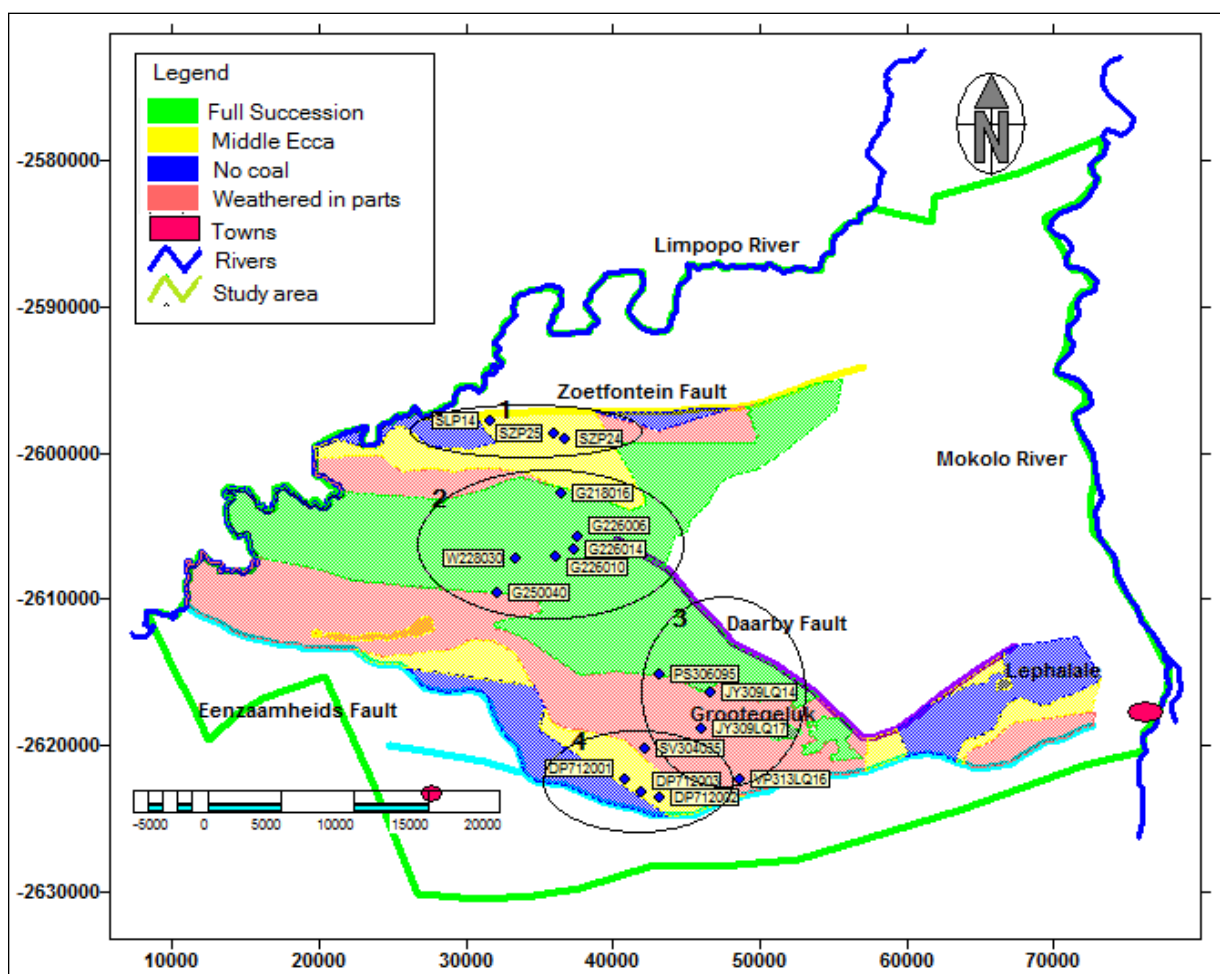 Legend
Full Succession
Middle Ecca
No coal
Weathered in parts
Towns
Rivers
Study area
N
-2580000
-2590000
-2600000
-2610000
-2620000
-2630000
Limpopo River
Zoetfontein Fault
Mokolo River
1
SLP14
SZP25
SZP24
2
G218016
G226006
G226014
W228030
G226010
G250040
3
Daarby Fault
PS306095
JY309LQ14
Lephalale
Grootegeluk
JY309LQ17
Eenzaamheids Fault
4
SV304035
DP712001
DP712003
VP313LQ16
DP712002
-5000 0 5000 10000 15000 20000
10000 20000 30000 40000 50000 60000 70000